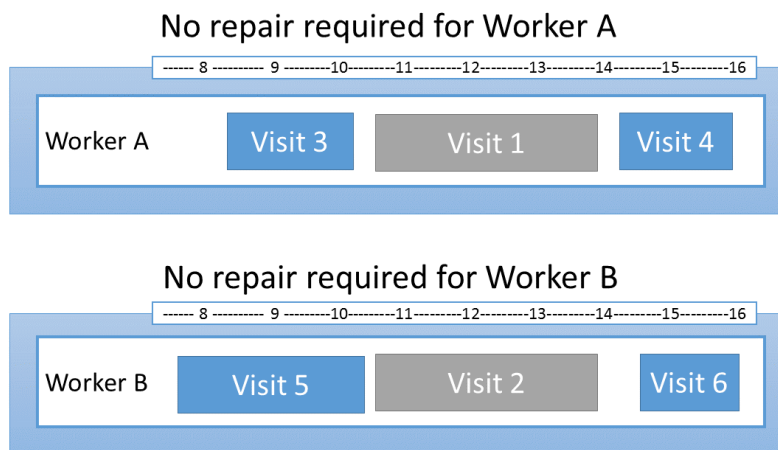 No repair required for Worker A
------ 8 ---------- 9 ---------10---------11----------12----------13----------14----------15----------16
Worker A Visit 3 Visit 1 Visit 4
No repair required for Worker B
------ 8 ---------- 9 ---------10---------11----------12----------13----------14----------15----------16
Worker B Visit 5 Visit 2 Visit 6